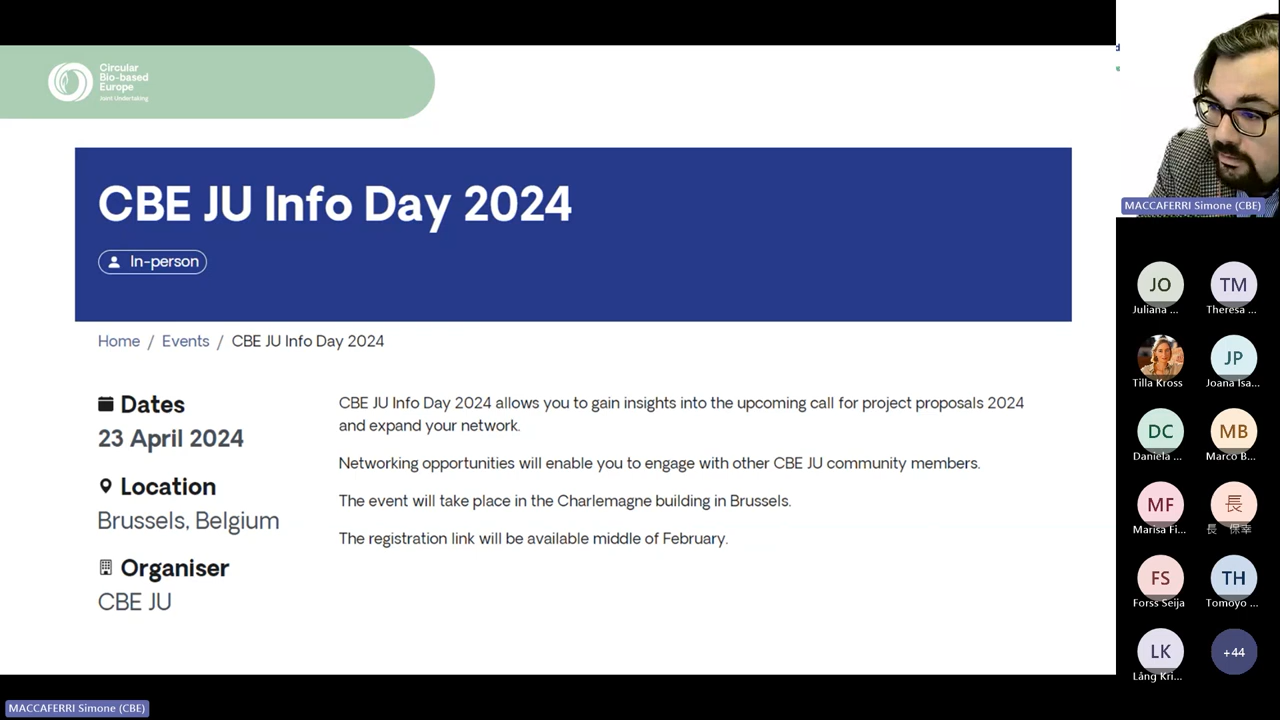 Circular
Bio-based
Europe
Joint Undertaking
CBE JU Info Day 2024
In-person
Home / Events / CBE JU Info Day 2024
Dates
23 April 2024
Location
Brussels, Belgium
Organiser
CBE JU
CBE JU Info Day 2024 allows you to gain insights into the upcoming call for project proposals 2024
and expand your network.
Networking opportunities will enable you to engage with other CBE JU community members.
The event will take place in the Charlemagne building in Brussels.
The registration link will be available middle of February.
MACCAFERRI Simone (CBE)
JO
Juliana ...
TM
Theresa ...
Tilla Kross
JP
Joana Isa...
DC
Daniela ...
MB
Marco B...
MF
Marisa Fi...
長
長 保幸
FS
Forss Seija
TH
Tomoyo ...
LK
Lång Kri...
+44
MACCAFERRI Simone (CBE)